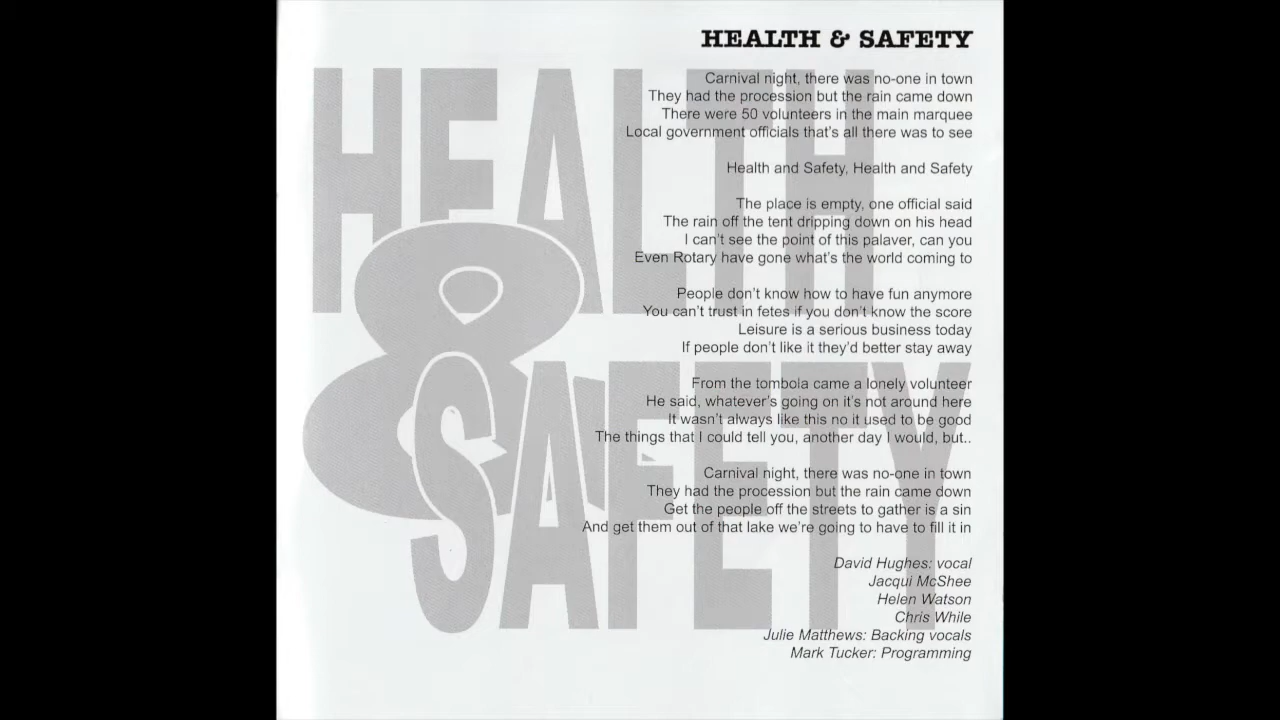 HEALTH & SAFETY
Carnival night, there was no-one in town
They had the procession but the rain came down
There were 50 volunteers in the main marquee
Local government officials that's all there was to see
Health and Safety, Health and Safety
The place is empty, one official said
The rain off the tent dripping down on his head
I can't see the point of this palaver, can you
Even Rotary have gone what's the world coming to
People don't know how to have fun anymore
You can't trust in fetes if you don't know the score
Leisure is a serious business today
If people don't like it they'd better stay away
From the tombola came a lonely volunteer
He said, whatever's going on it's not around here
It wasn't always like this no it used to be good
The things that I could tell you, another day I would, but..
Carnival night, there was no-one in town
They had the procession but the rain came down
Get the people off the streets to gather is a sin
And get them out of that lake we're going to have to fill it in
David Hughes: vocal
Jacqui McShee
Helen Watson
Chris While
Julie Matthews: Backing vocals
Mark Tucker: Programming
HEALTH
&
SAFETY